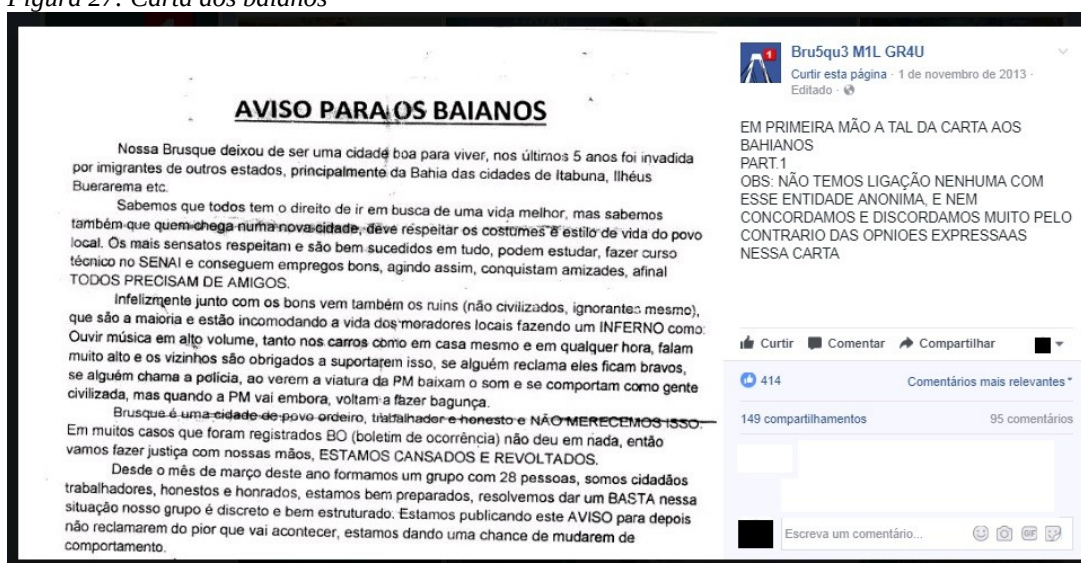 Figura 27: Carta aos baianos
AVISO PARA OS BAIANOS
Nossa Brusque deixou de ser uma cidade boa para viver, nos últimos 5 anos foi invadida
por imigrantes de outros estados, principalmente da Bahia das cidades de Itabuna, Ilhéus
Buerarema etc.
Sabemos que todos tem o direito de ir em busca de uma vida melhor, mas sabemos
também que quem chega numa nova cidade, deve respeitar os costumes e estilo de vida do povo
local. Os mais sensatos respeitam e são bem sucedidos em tudo, podem estudar, fazer curso
técnico no SENAI e conseguem empregos bons, agindo assim, conquistam amizades, afinal
TODOS PRECISAM DE AMIGOS.
Infelizmente junto com os bons vem também os ruins (não civilizados, ignorantes mesmo),
que são a maioria e estão incomodando a vida dos moradores locais fazendo um INFERNO como:
Ouvir música em alto volume, tanto nos carros como em casa mesmo e em qualquer hora, falam
muito alto e os vizinhos são obrigados a suportarem isso, se alguém reclama eles ficam bravos,
se alguém chama a polícia, ao verem a viatura da PM baixam o som e se comportam como gente
civilizada, mas quando a PM vai embora, voltam a fazer bagunça.
Brusque é uma cidade de povo ordeiro, trabalhador e honesto e NÃO MERECEMOS ISSO.
Em muitos casos que foram registrados BO (boletim de ocorrência) não deu em nada, então
vamos fazer justiça com nossas mãos, ESTAMOS CANSADOS E REVOLTADOS.
Desde o mês de março deste ano formamos um grupo com 28 pessoas, somos cidadãos
trabalhadores, honestos e honrados, estamos bem preparados, resolvemos dar um BASTA nessa
situação nosso grupo é discreto e bem estruturado. Estamos publicando este AVISO para depois
não reclamarem do pior que vai acontecer, estamos dando uma chance de mudarem de
comportamento.
1
Bru5qu3 M1L GR4U
Curtir esta página · 1 de novembro de 2013 ·
Editado ·
EM PRIMEIRA MÃO A TAL DA CARTA AOS
BAHIANOS
PART.1
OBS: NÃO TEMOS LIGAÇÃO NENHUMA COM
ESSE ENTIDADE ANONIMA, E NEM
CONCORDAMOS E DISCORDAMOS MUITO PELO
CONTRARIO DAS OPNIOES EXPRESSAAS
NESSA CARTA
Curtir Comentar Compartilhar
414 Comentários mais relevantes
149 compartilhamentos 95 comentários
Escreva um comentário... GIF